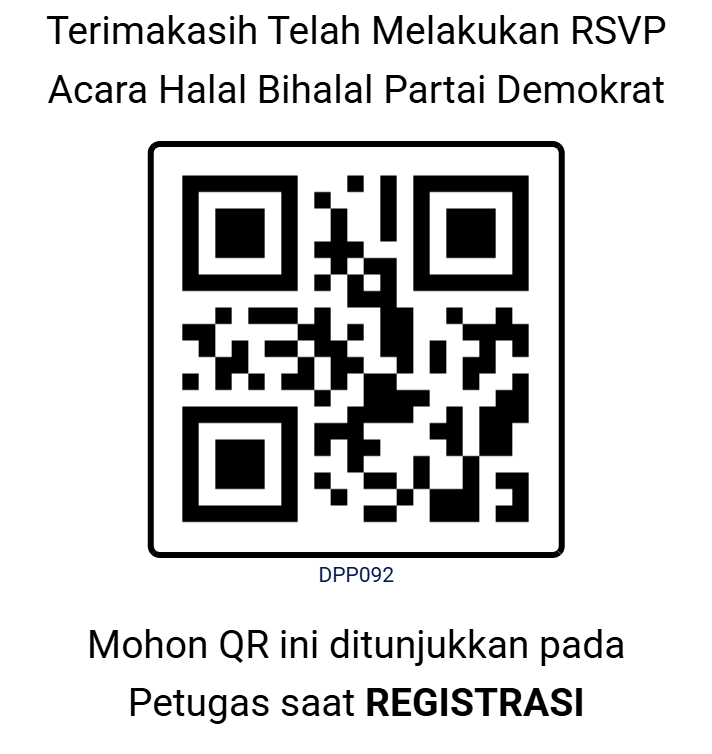 Terimakasih Telah Melakukan RSVP
Acara Halal Bihalal Partai Demokrat
DPP092
Mohon QR ini ditunjukkan pada
Petugas saat REGISTRASI